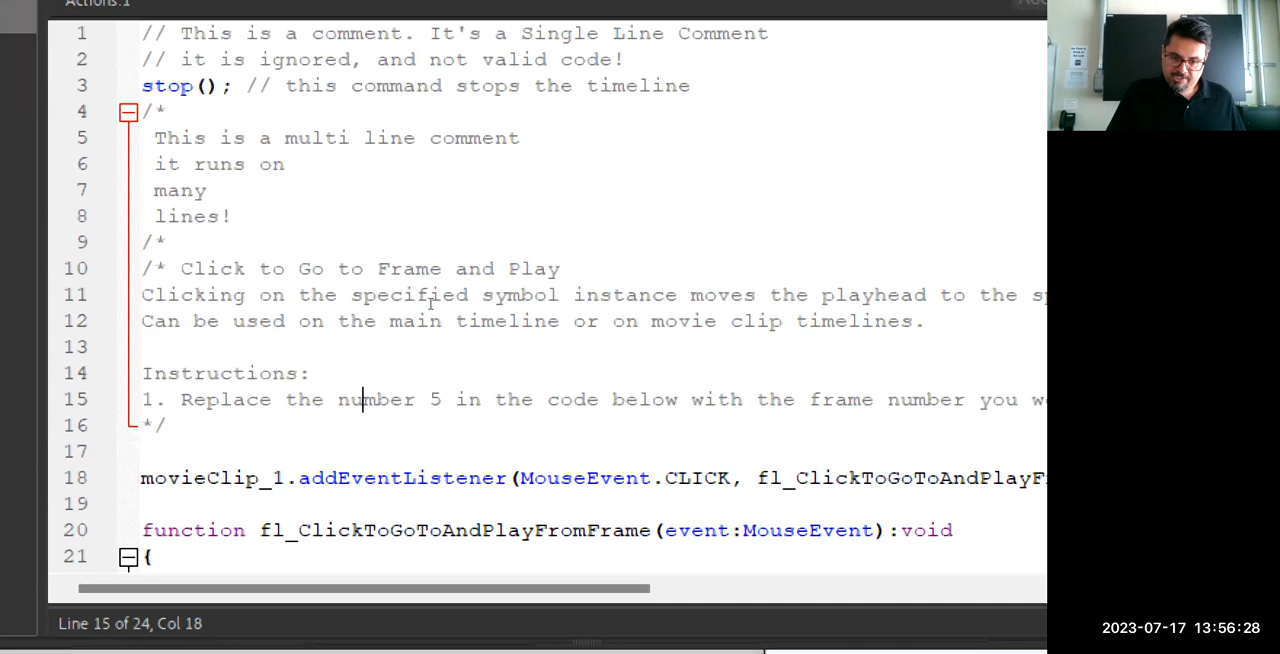 Actions:1
1 // This is a comment. It's a Single Line Comment
2 // it is ignored, and not valid code!
3 stop(); // this command stops the timeline
4 /*
5 This is a multi line comment
6 it runs on
7 many
8 lines!
9 /*
10 /* Click to Go to Frame and Play
11 Clicking on the specified symbol instance moves the playhead to the
12 Can be used on the main timeline or on movie clip timelines.
13
14 Instructions:
15 1. Replace the number 5 in the code below with the frame number you
16 */
17
18 movieClip_1.addEventListener(MouseEvent.CLICK, fl_ClickToGoToAndPlayF
19
20 function fl_ClickToGoToAndPlayFromFrame(event:MouseEvent):void
21 {
Line 15 of 24, Col 18
2023-07-17 13:56:28